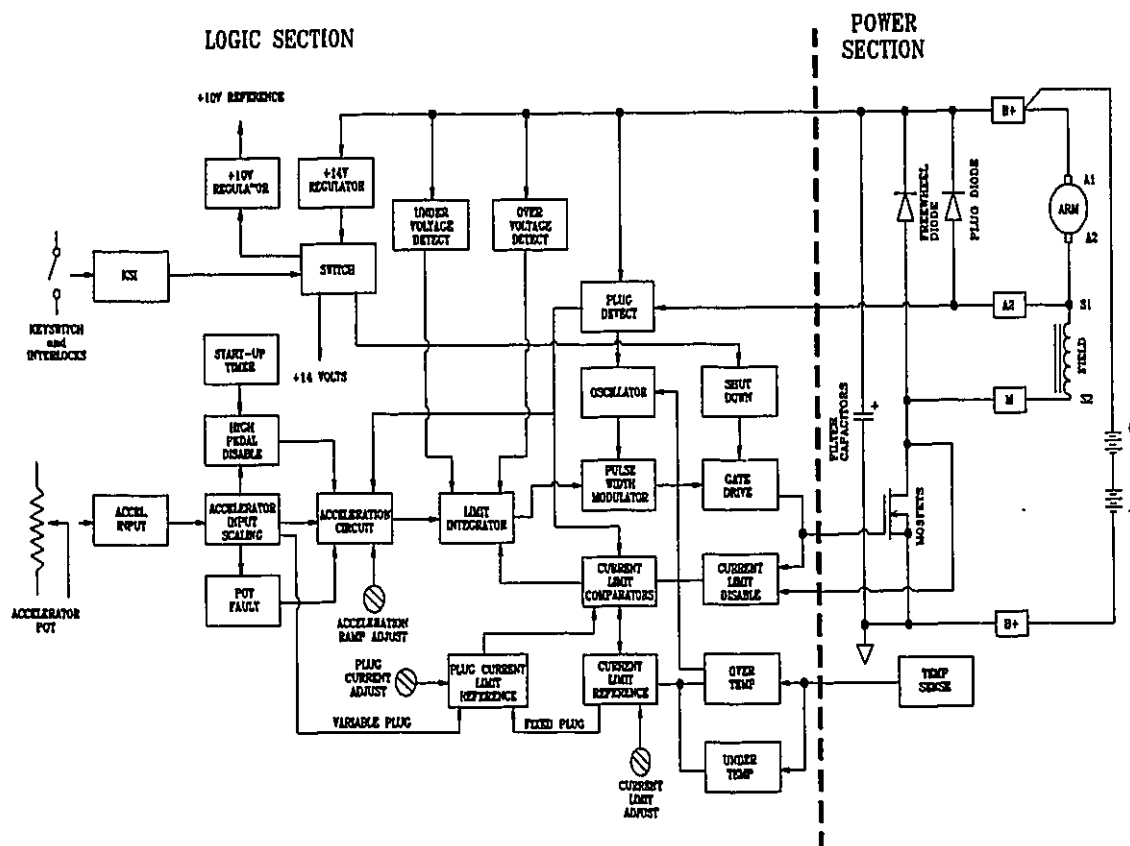 LOGIC SECTION
POWER
SECTION
+10V REFERENCE
+10V
REGULATOR
+14V
REGULATOR
UNDER
VOLTAGE
DETECT
OVER
VOLTAGE
DETECT
FREEWHEEL
DIODE
PLUG DIODE
B+
A1
ARM
A2
KSI
SWITCH
KEYSWITCH
and
INTERLOCKS
+14 VOLTS
PLUG
DETECT
A2
S1
FIELD
S2
M
START-UP
TIMER
HIGH
PEDAL
DISABLE
OSCILLATOR
SHUT
DOWN
FILTER
CAPACITORS
+
ACCEL.
INPUT
ACCELERATOR
INPUT
SCALING
ACCELERATION
CIRCUIT
LIMIT
INTEGRATOR
PULSE
WIDTH
MODULATOR
GATE
DRIVE
MOSFETS
ACCELERATOR
POT
POT
FAULT
ACCELERATION
RAMP ADJUST
CURRENT
LIMIT
COMPARATORS
CURRENT
LIMIT
DISABLE
B+
PLUG
CURRENT
ADJUST
PLUG CURRENT
LIMIT
REFERENCE
CURRENT
LIMIT
REFERENCE
OVER
TEMP
TEMP
SENSE
VARIABLE PLUG
FIXED PLUG
UNDER
TEMP
CURRENT
LIMIT
ADJUST